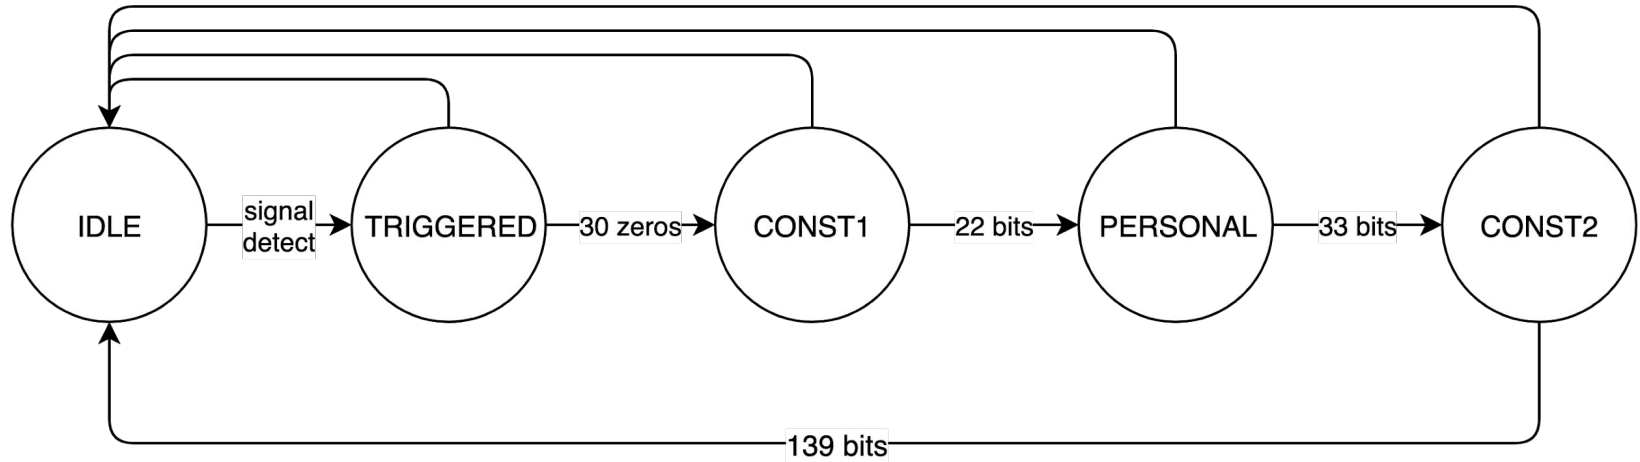 IDLE
signal
detect
TRIGGERED
30 zeros
CONST1
22 bits
PERSONAL
33 bits
CONST2
139 bits